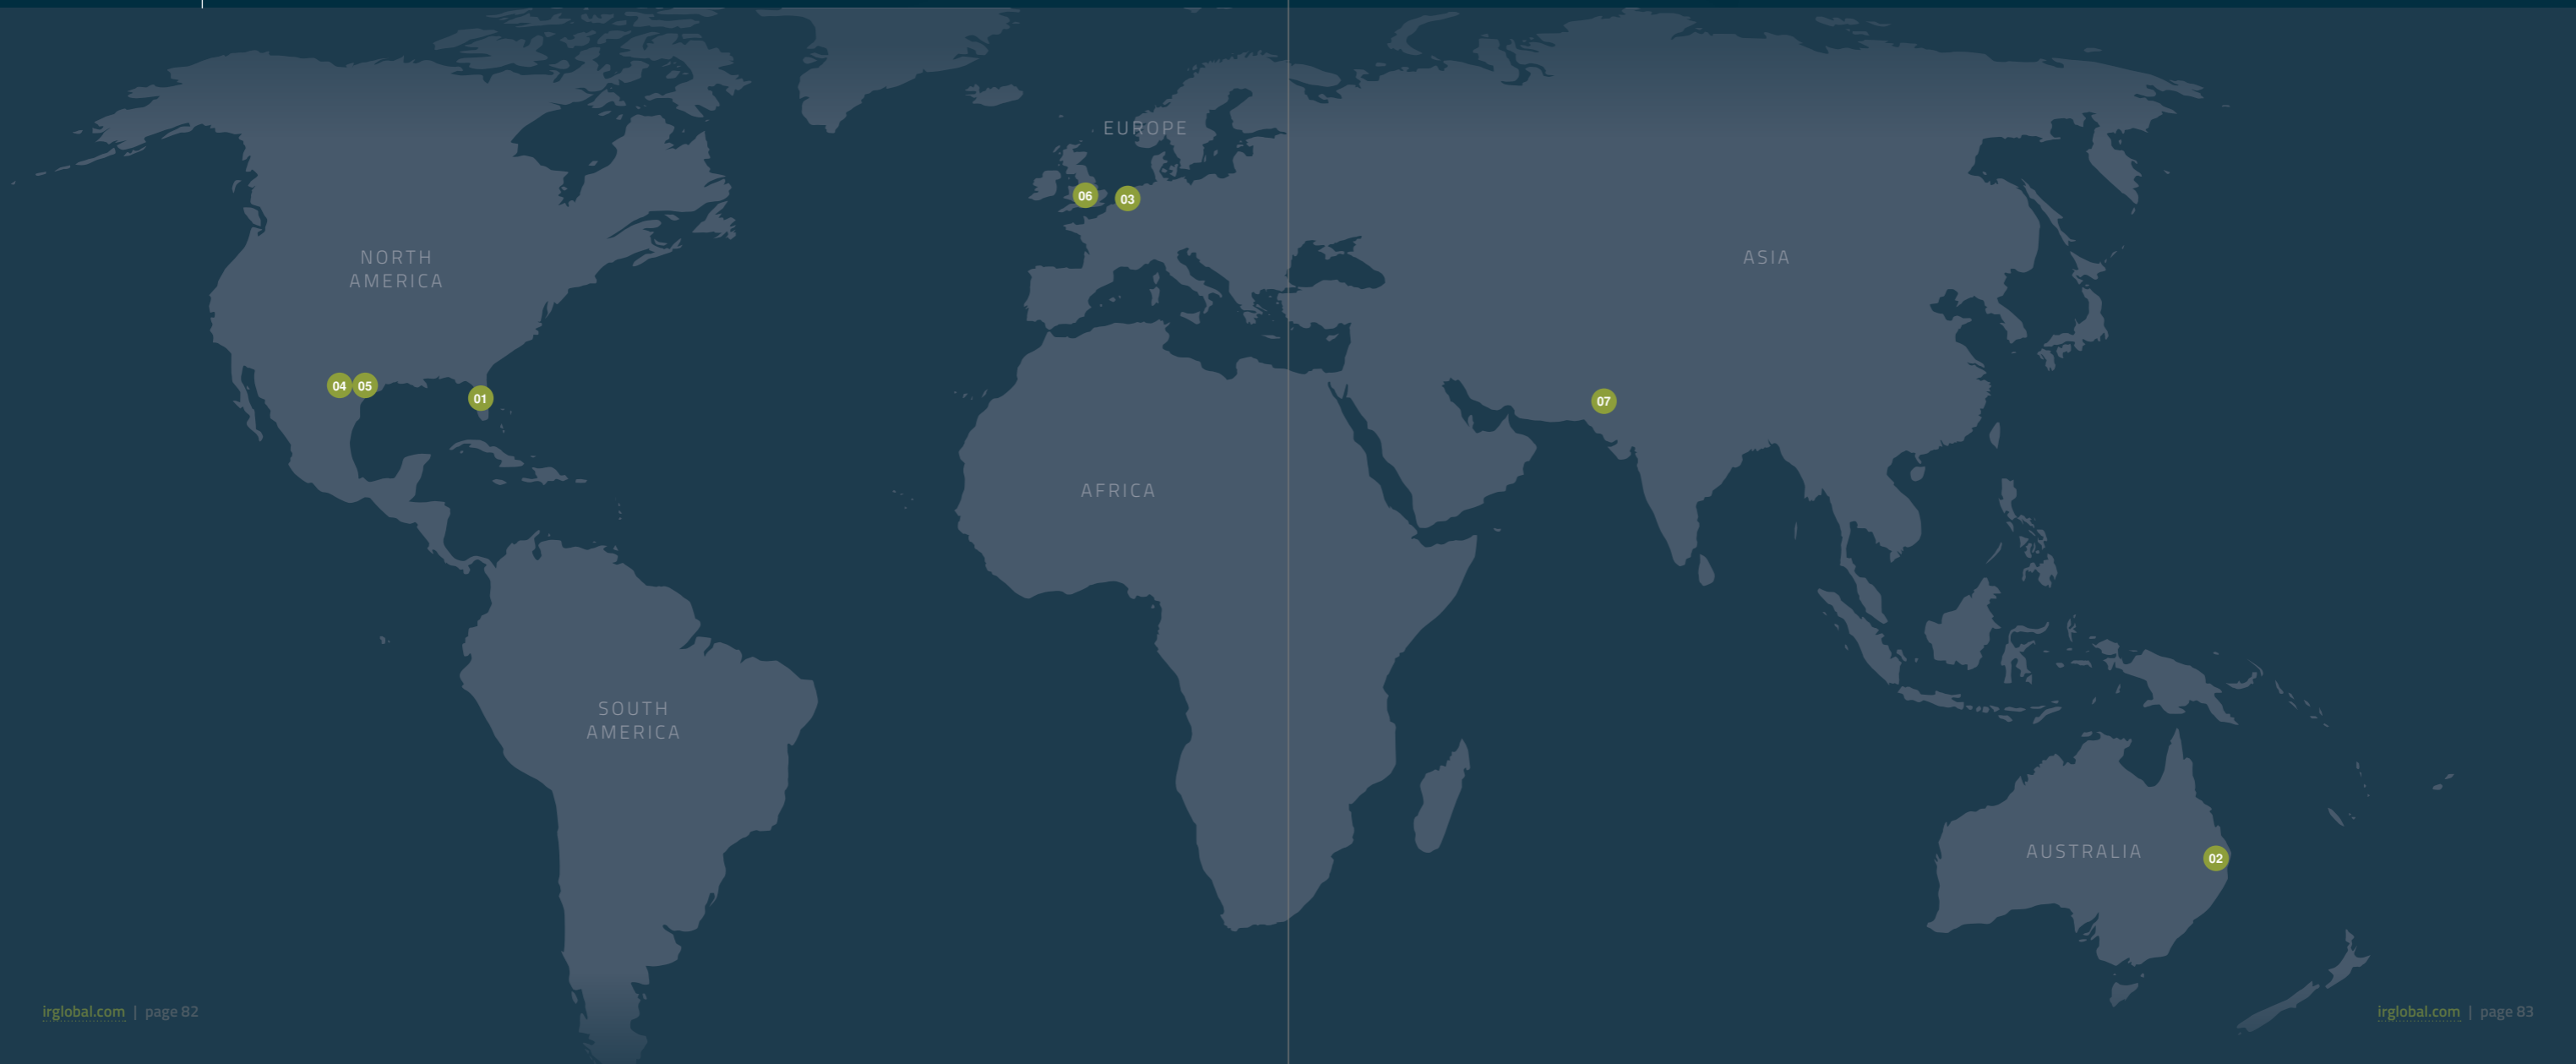 EUROPE
06
03
NORTH
AMERICA
ASIA
04
05
01
07
AFRICA
SOUTH
AMERICA
AUSTRALIA
02
irglobal.com | page 82
irglobal.com | page 83